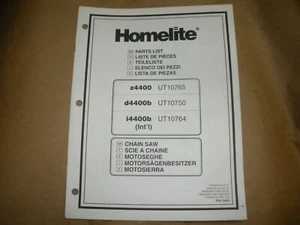 Homelite®
PARTS LIST
LISTE DE PIÈCES
TEILELISTE
ELENCO DEI PEZZI
LISTA DE PIEZAS
z4400 UT10765
d4400b UT10750
i4400b UT10764
(Int'l)
CHAIN SAW
SCIE A CHAINE
MOTOSEGHE
MOTORSÄGENBESITZER
MOTOSIERRA